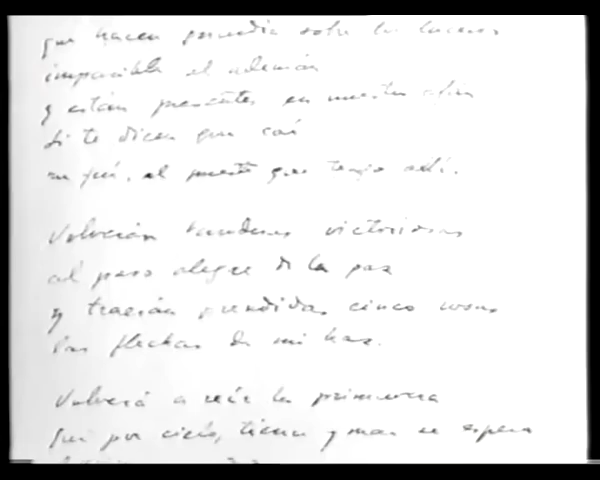 que hacen guardia sobre los luceros
impasible el ademán
y están presentes en nuestro afán
Si te dicen que caí
me fuí, al puesto que tengo allí.
Volverán banderas victoriosas
al paso alegre de la paz
y traerán prendidas cinco rosas
las flechas de mi haz.
Volverá a reír la primavera
que por cielo, tierra y mar se espera